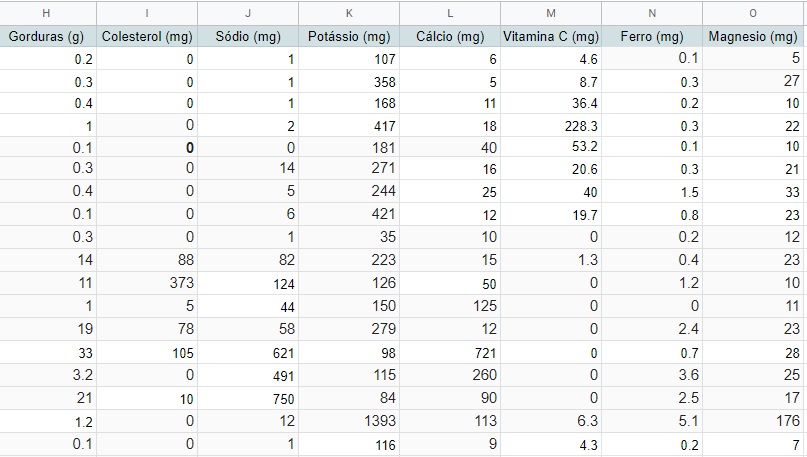 H I J K L M N O
Gorduras (g) Colesterol (mg) Sódio (mg) Potássio (mg) Cálcio (mg) Vitamina C (mg) Ferro (mg) Magnesio (mg)
0.2 0 1 107 6 4.6 0.1 5
0.3 0 1 358 5 8.7 0.3 27
0.4 0 1 168 11 36.4 0.2 10
1 0 2 417 18 228.3 0.3 22
0.1 0 0 181 40 53.2 0.1 10
0.3 0 14 271 16 20.6 0.3 21
0.4 0 5 244 25 40 1.5 33
0.1 0 6 421 12 19.7 0.8 23
0.3 0 1 35 10 0 0.2 12
14 88 82 223 15 1.3 0.4 23
11 373 124 126 50 0 1.2 10
1 5 44 150 125 0 0 11
19 78 58 279 12 0 2.4 23
33 105 621 98 721 0 0.7 28
3.2 0 491 115 260 0 3.6 25
21 10 750 84 90 0 2.5 17
1.2 0 12 1393 113 6.3 5.1 176
0.1 0 1 116 9 4.3 0.2 7